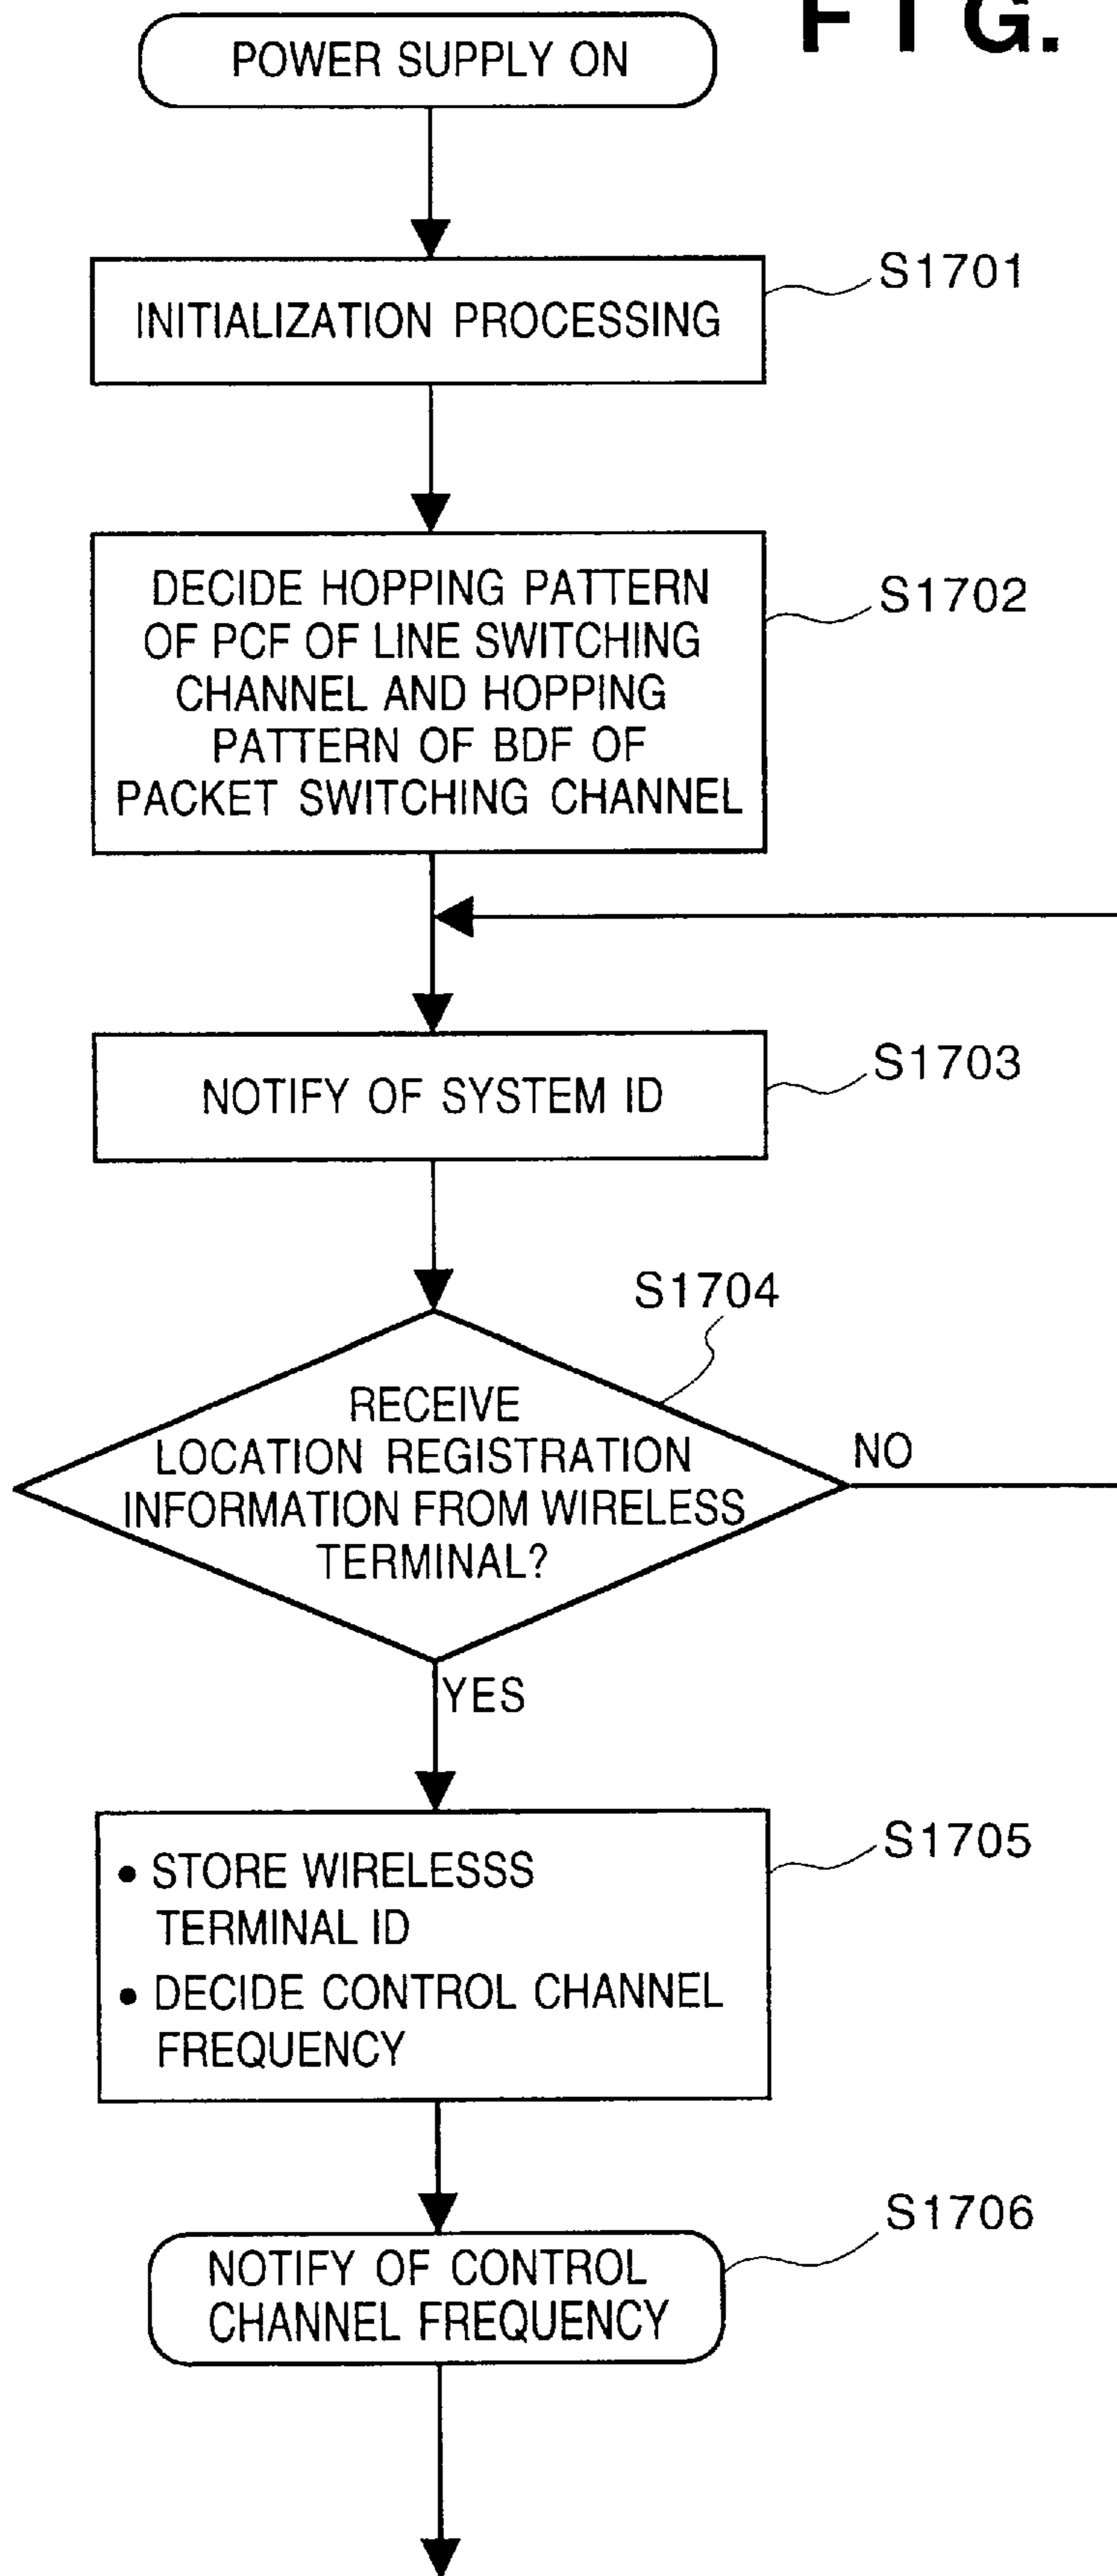 FIG.
POWER SUPPLY ON
S1701
INITIALIZATION PROCESSING
S1702
DECIDE HOPPING PATTERN
OF PCF OF LINE SWITCHING
CHANNEL AND HOPPING
PATTERN OF BDF OF
PACKET SWITCHING CHANNEL
S1703
NOTIFY OF SYSTEM ID
S1704
RECEIVE
LOCATION REGISTRATION
INFORMATION FROM WIRELESS
TERMINAL?
NO
YES
S1705
• STORE WIRELESSS
TERMINAL ID
• DECIDE CONTROL CHANNEL
FREQUENCY
S1706
NOTIFY OF CONTROL
CHANNEL FREQUENCY